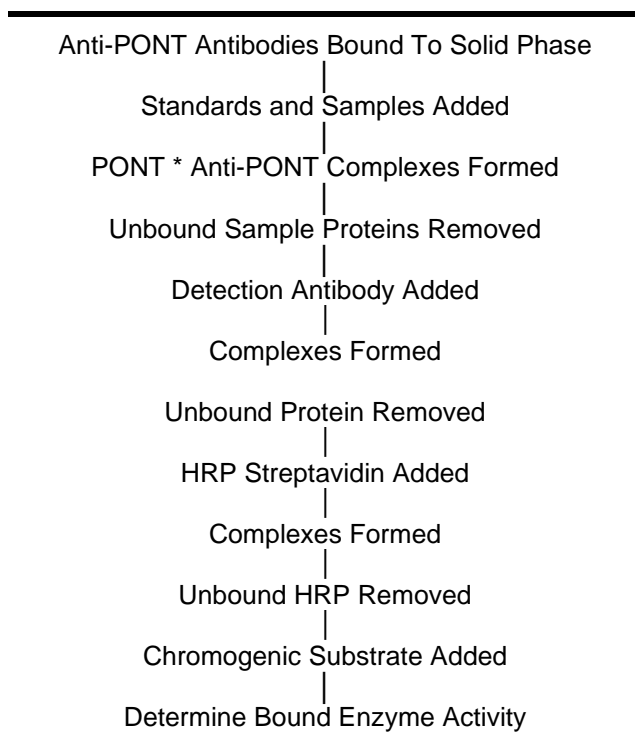 Anti-PONT Antibodies Bound To Solid Phase
Standards and Samples Added
PONT * Anti-PONT Complexes Formed
Unbound Sample Proteins Removed
Detection Antibody Added
Complexes Formed
Unbound Protein Removed
HRP Streptavidin Added
Complexes Formed
Unbound HRP Removed
Chromogenic Substrate Added
Determine Bound Enzyme Activity